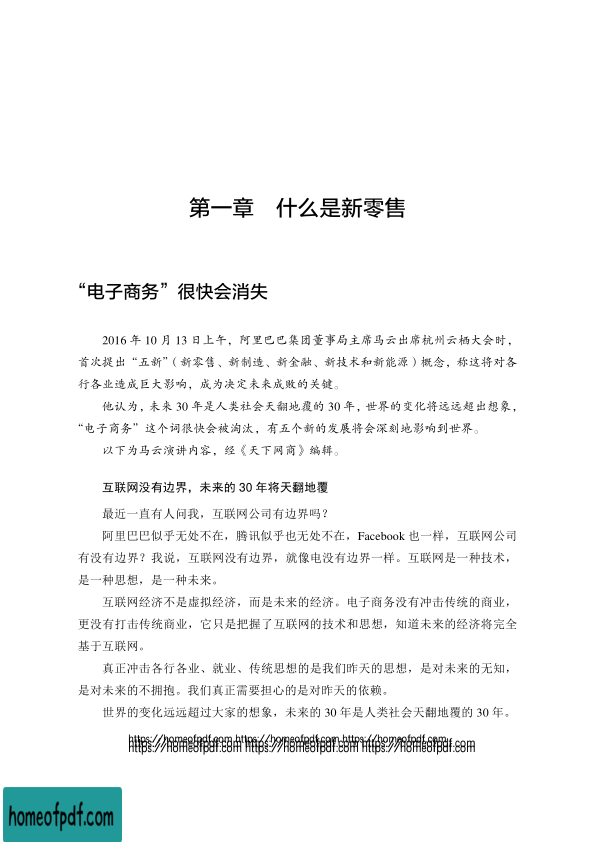 第一章　什么是新零售
“电子商务”很快会消失
2016 年 10 月 13 日上午，阿里巴巴集团董事局主席马云出席杭州云栖大会时，
首次提出“五新”（新零售、新制造、新金融、新技术和新能源）概念，称这将对各
行各业造成巨大影响，成为决定未来成败的关键。
他认为，未来 30 年是人类社会天翻地覆的 30 年，世界的变化将远远超出想象，
“电子商务”这个词很快会被淘汰，有五个新的发展将会深刻地影响到世界。
以下为马云演讲内容，经《天下网商》编辑。
互联网没有边界，未来的 30 年将天翻地覆
最近一直有人问我，互联网公司有边界吗？
阿里巴巴似乎无处不在，腾讯似乎也无处不在，Facebook 也一样，互联网公司
有没有边界？我说，互联网没有边界，就像电没有边界一样。互联网是一种技术，
是一种思想，是一种未来。
互联网经济不是虚拟经济，而是未来的经济。电子商务没有冲击传统的商业，
更没有打击传统商业，它只是把握了互联网的技术和思想，知道未来的经济将完全
基于互联网。
真正冲击各行各业、就业、传统思想的是我们昨天的思想，是对未来的无知，
是对未来的不拥抱。我们真正需要担心的是对昨天的依赖。
世界的变化远远超过大家的想象，未来的 30 年是人类社会天翻地覆的 30 年。
https://homeofpdf.com https://homeofpdf.com https://homeofpdf.com
https://homeofpdf.com https://homeofpdf.com https://homeofpdf.com
homeofpdf.com